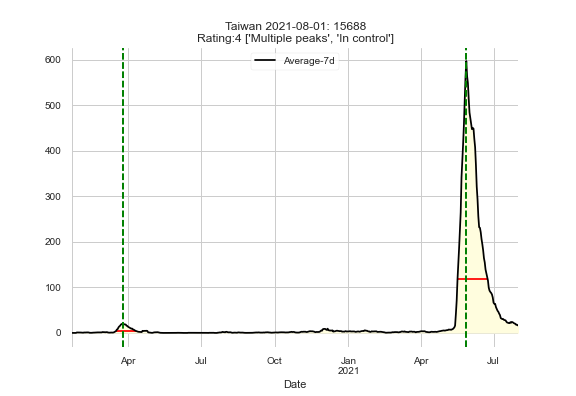 Taiwan 2021-08-01: 15688
Rating:4 ['Multiple peaks', 'In control']
Average-7d
600
500
400
300
200
100
0
Apr
Jul
Oct
Jan
2021
Apr
Jul
Date